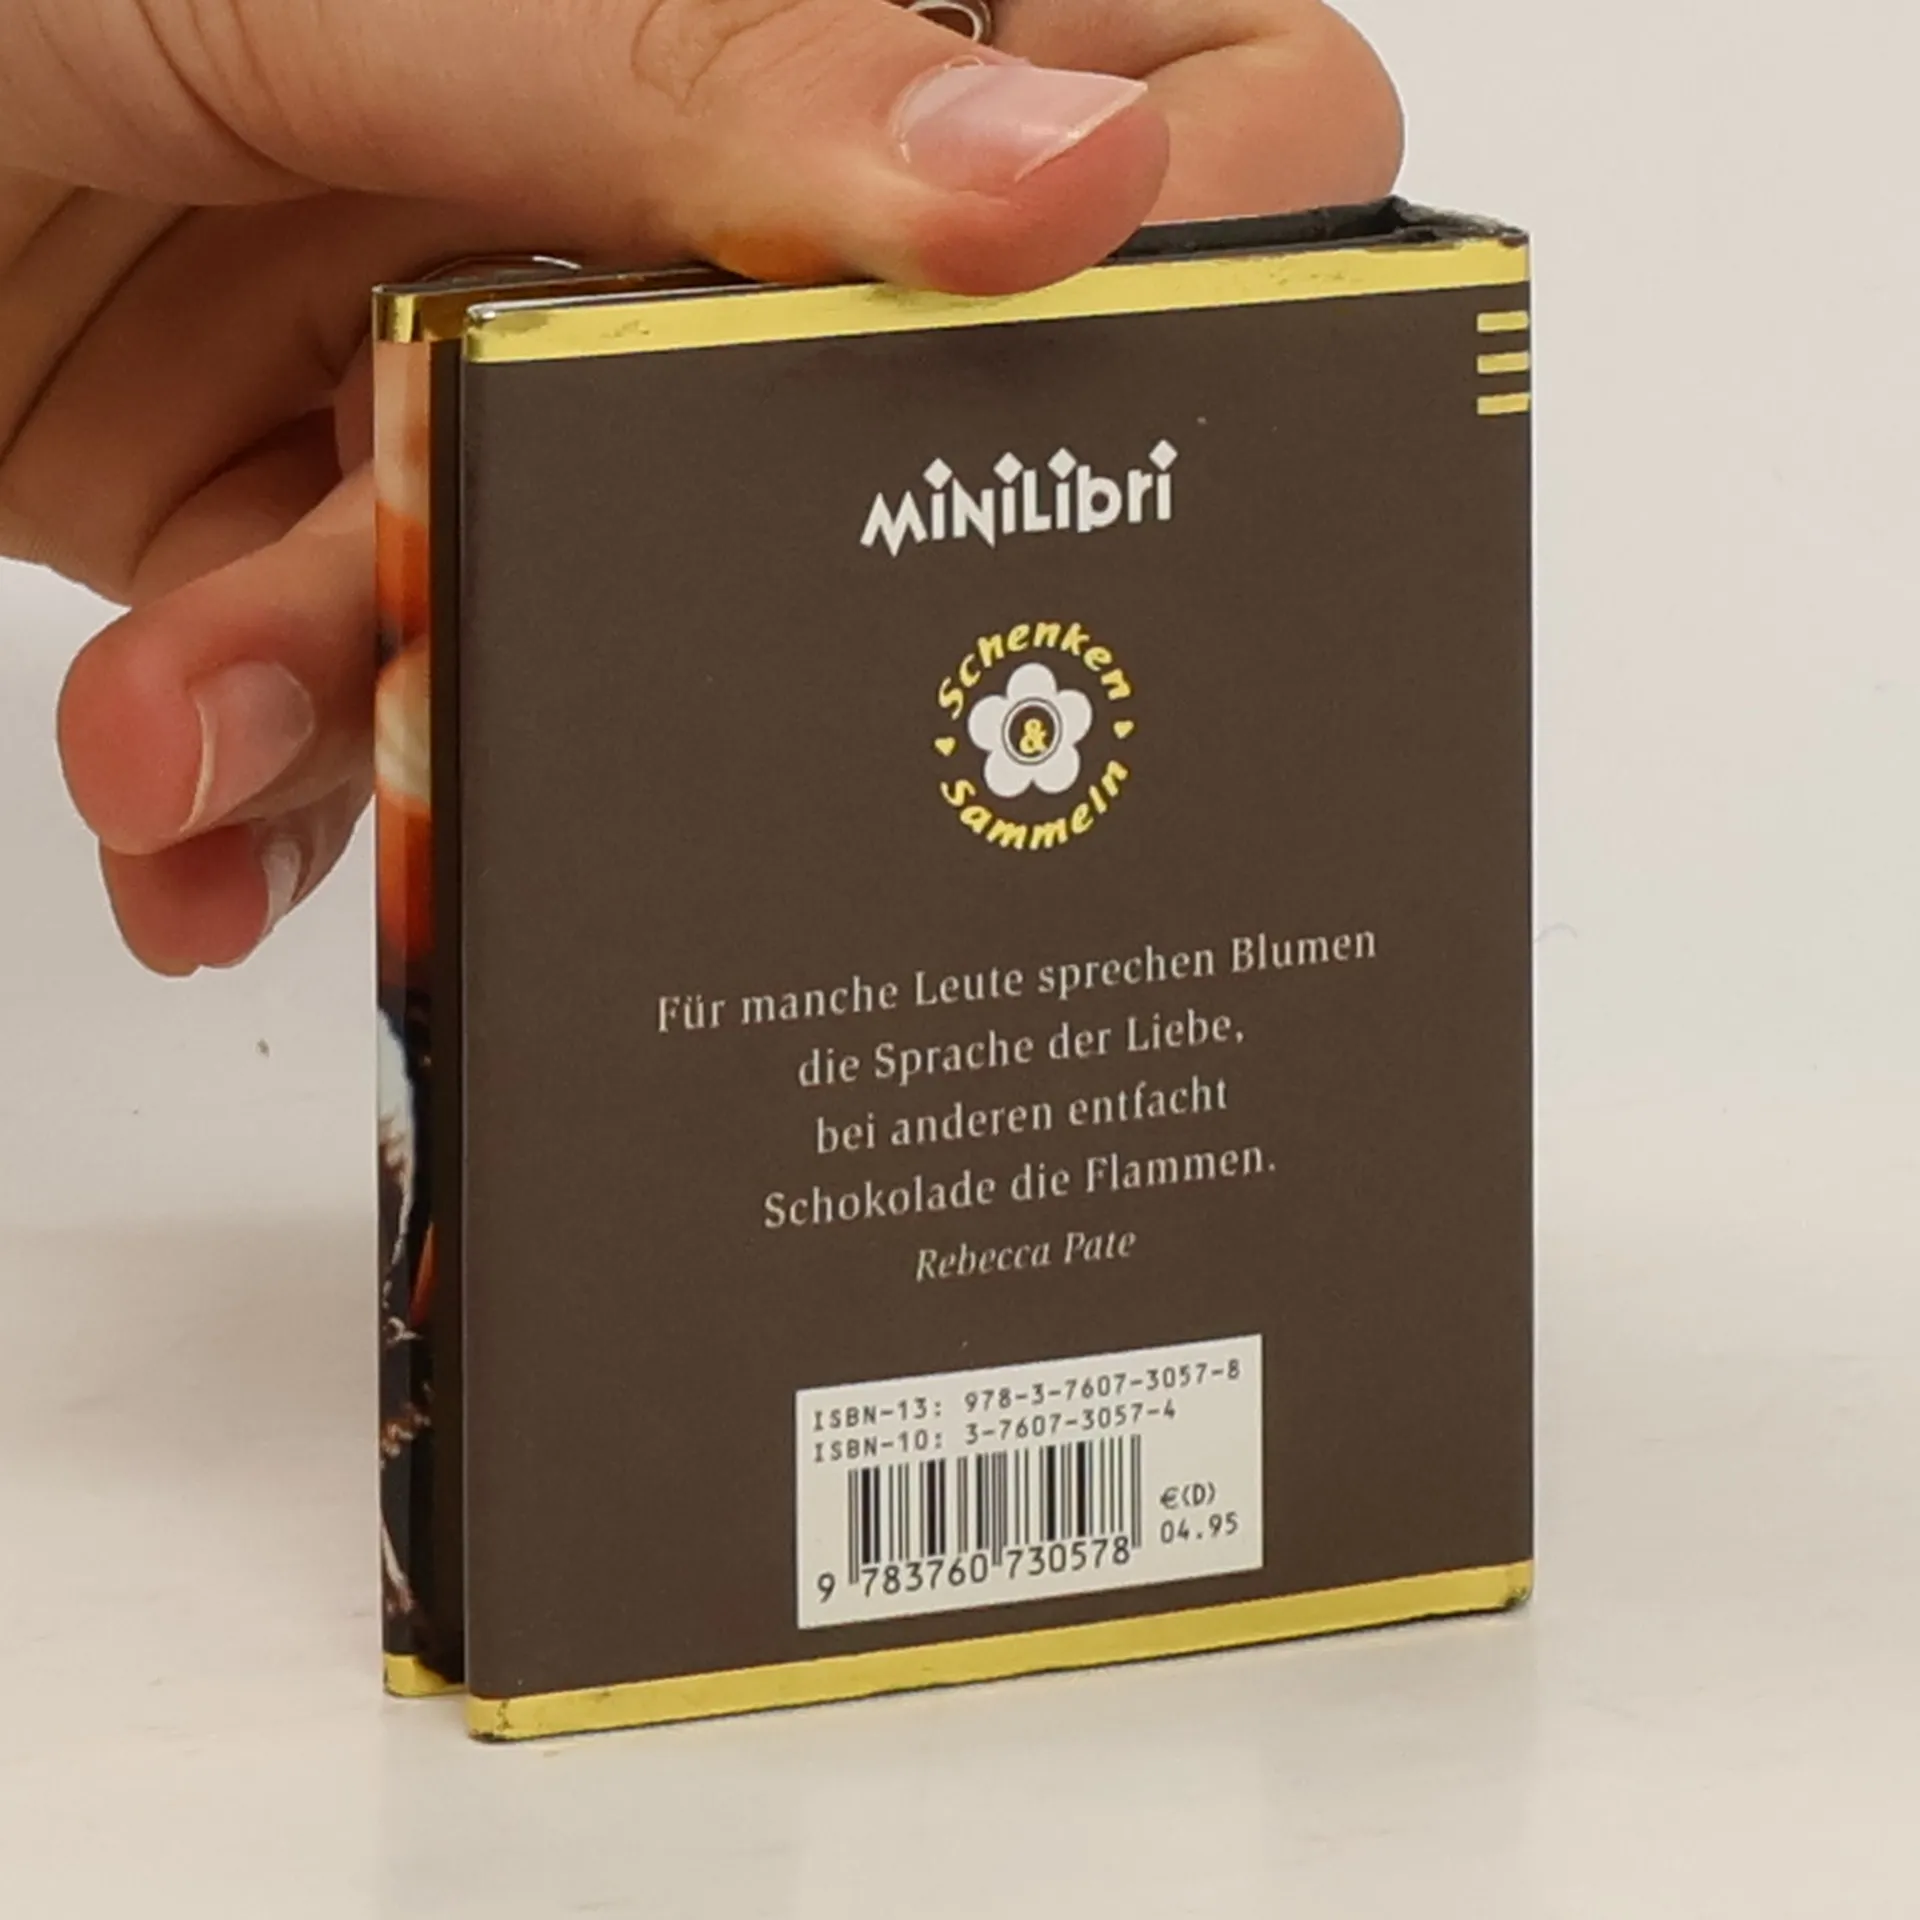 MiNiLibri
Schenken
&
Sammeln
Für manche Leute sprechen Blumen
die Sprache der Liebe,
bei anderen entfacht
Schokolade die Flammen.
Rebecca Pate
ISBN-13: 978-3-7607-3057-8
ISBN-10: 3-7607-3057-4
€(D)
04.95
9 783760 730578